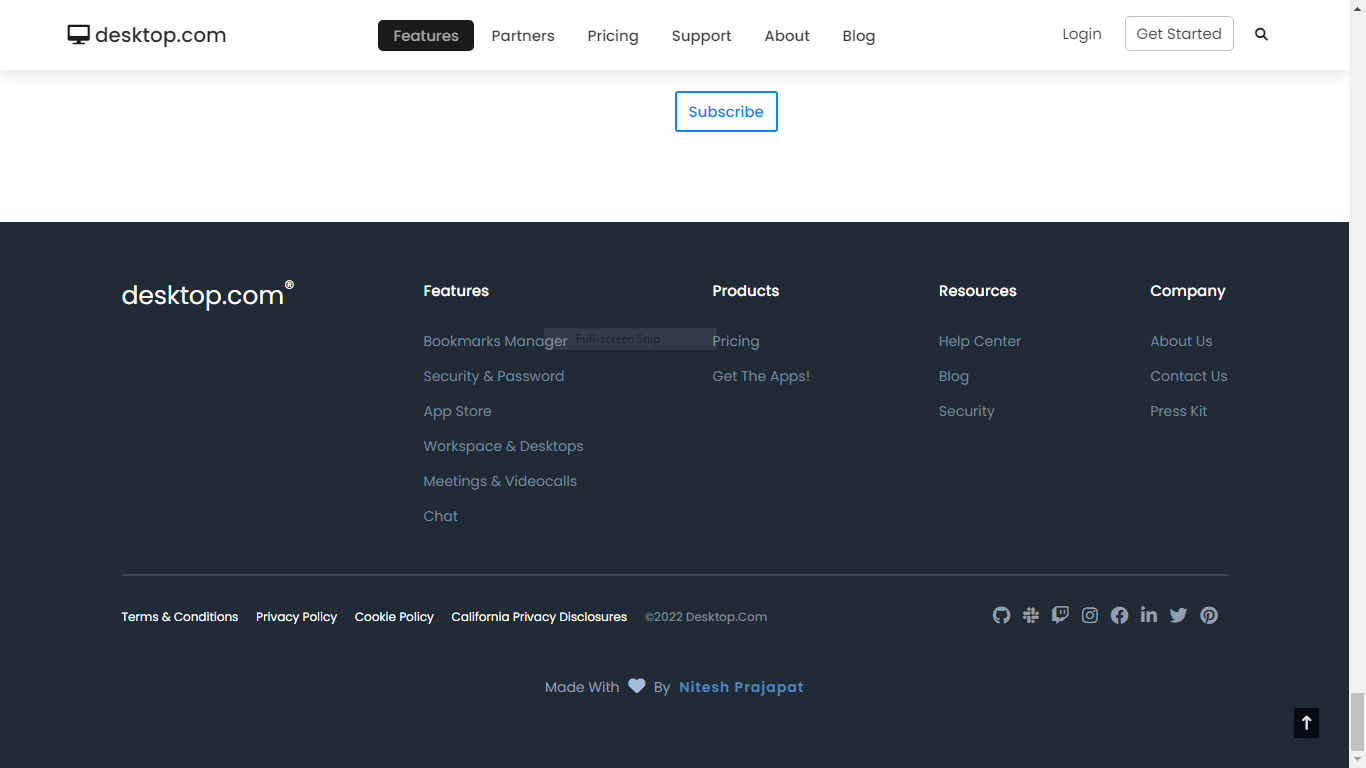 desktop.com Features Partners Pricing Support About Blog Login Get Started
Subscribe
desktop.com®
Features
Bookmarks Manager
Security & Password
App Store
Workspace & Desktops
Meetings & Videocalls
Chat
Full-screen Snip
Products
Pricing
Get The Apps!
Resources
Help Center
Blog
Security
Company
About Us
Contact Us
Press Kit
Terms & Conditions Privacy Policy Cookie Policy California Privacy Disclosures ©2022 Desktop.Com
Made With By Nitesh Prajapat